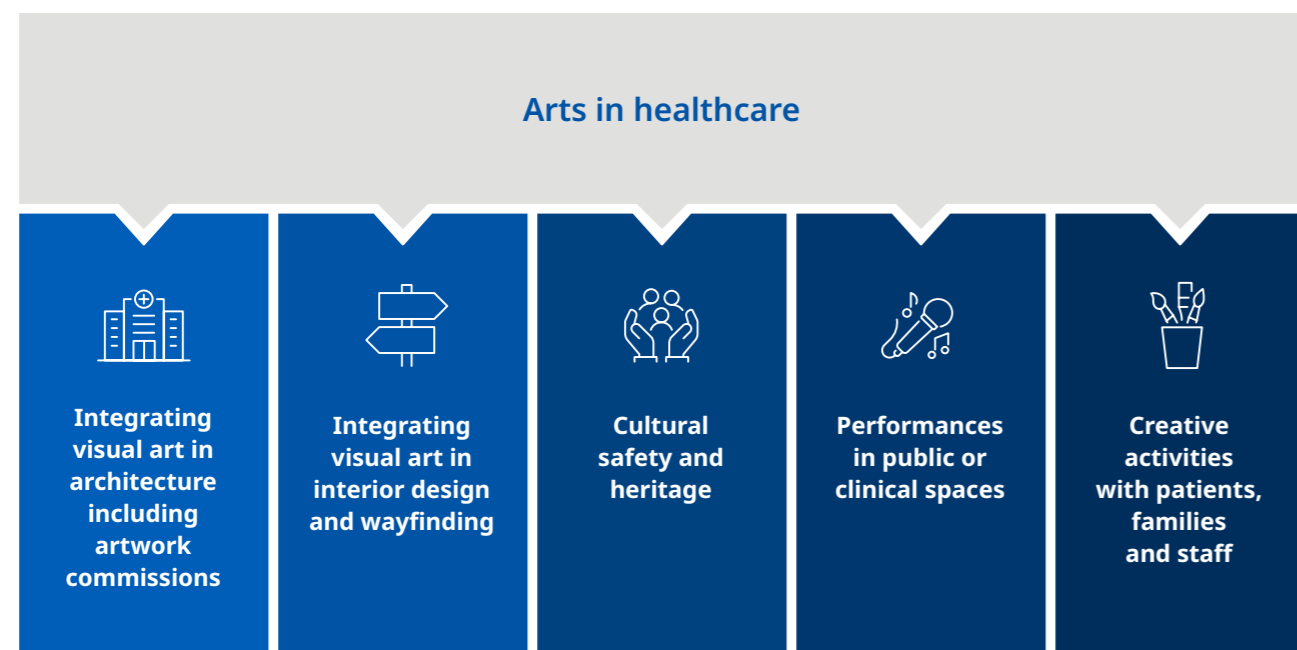 Arts in healthcare
Integrating
visual art in
architecture
including
artwork
commissions
Integrating
visual art in
interior design
and wayfinding
Cultural
safety and
heritage
Performances
in public or
clinical spaces
Creative
activities
with patients,
families
and staff